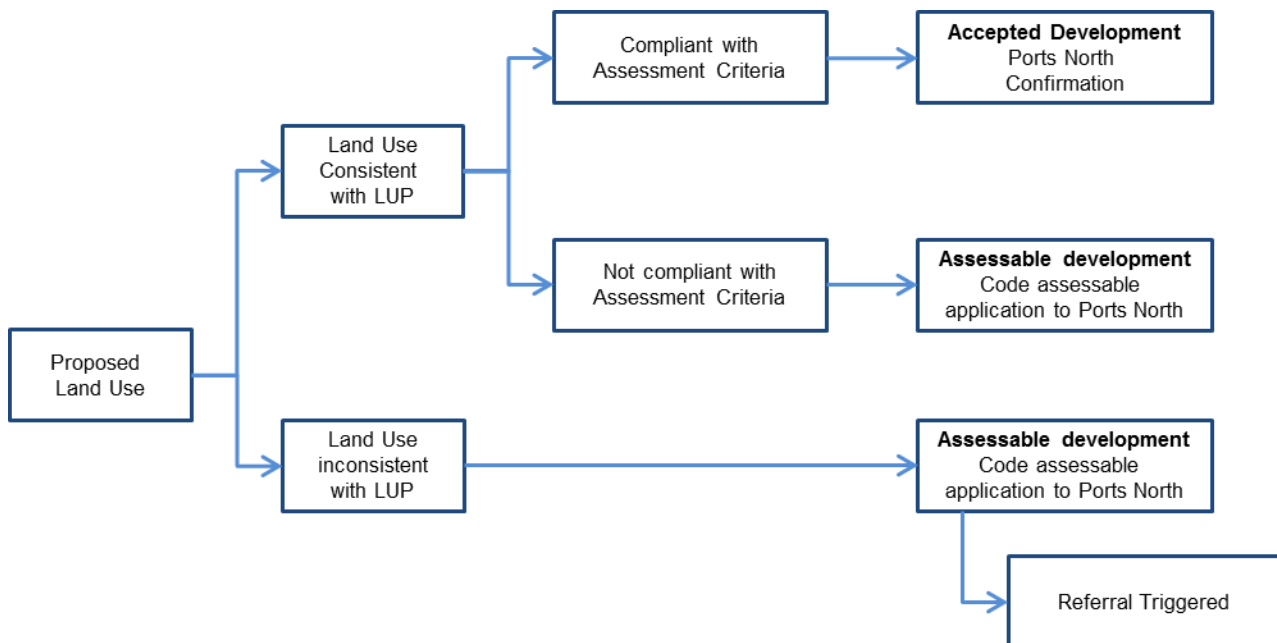 Compliant with
Assessment Criteria
Accepted Development
Ports North
Confirmation
Land Use
Consistent
with LUP
Not compliant with
Assessment Criteria
Assessable development
Code assessable
application to Ports North
Proposed
Land Use
Land Use
inconsistent
with LUP
Assessable development
Code assessable
application to Ports North
Referral Triggered